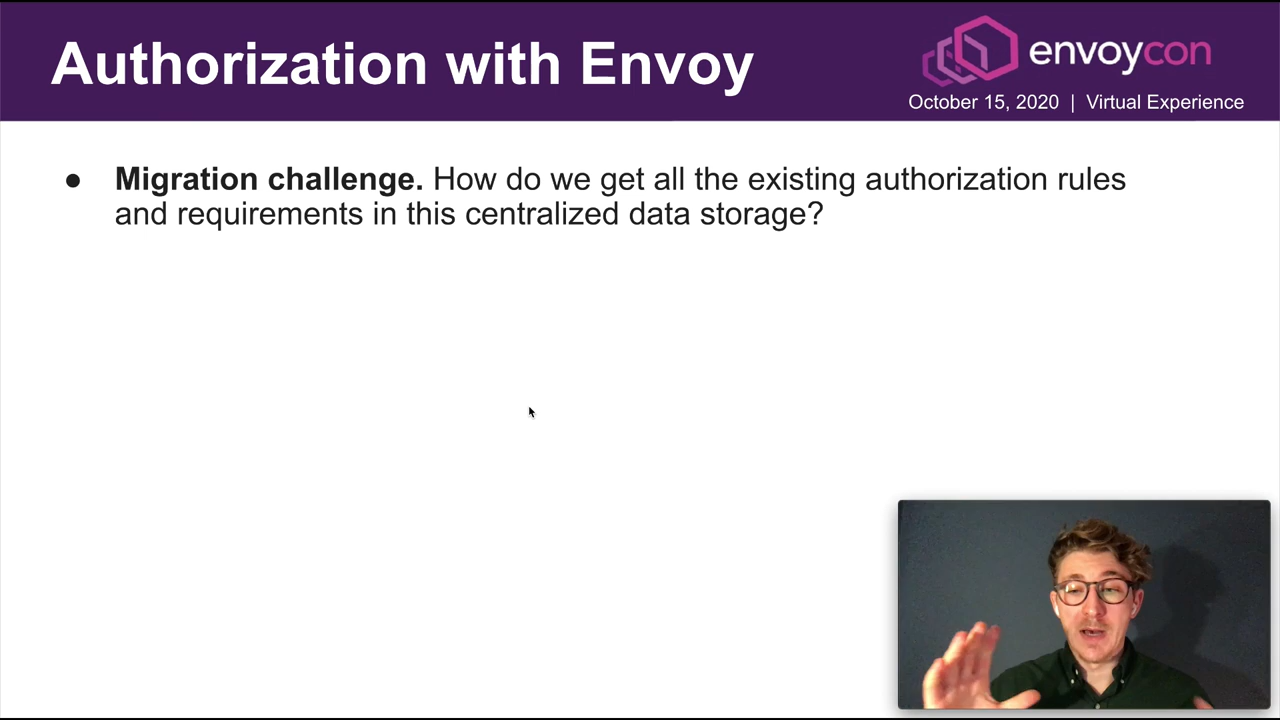 Authorization with Envoy
envoycon
October 15, 2020 | Virtual Experience
● Migration challenge. How do we get all the existing authorization rules
and requirements in this centralized data storage?